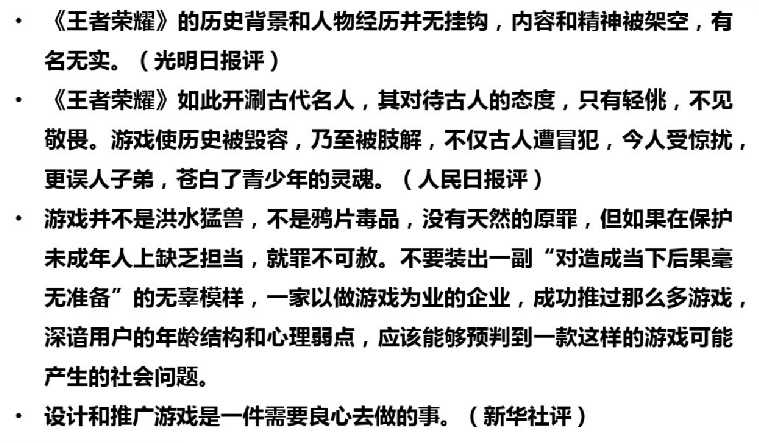 • 《王者荣耀》的历史背景和人物经历并无挂钩，内容和精神被架空，有
名无实。（光明日报评）
• 《王者荣耀》如此开涮古代名人，其对待古人的态度，只有轻佻，不见
敬畏。游戏使历史被毁容，乃至被肢解，不仅古人遭冒犯，今人受惊扰，
更误人子弟，苍白了青少年的灵魂。（人民日报评）
• 游戏并不是洪水猛兽，不是鸦片毒品，没有天然的原罪，但如果在保护
未成年人上缺乏担当，就罪不可赦。不要装出一副“对造成当下后果毫
无准备”的无辜模样，一家以做游戏为业的企业，成功推过那么多游戏，
深谙用户的年龄结构和心理弱点，应该能够预判到一款这样的游戏可能
产生的社会问题。
• 设计和推广游戏是一件需要良心去做的事。（新华社评）